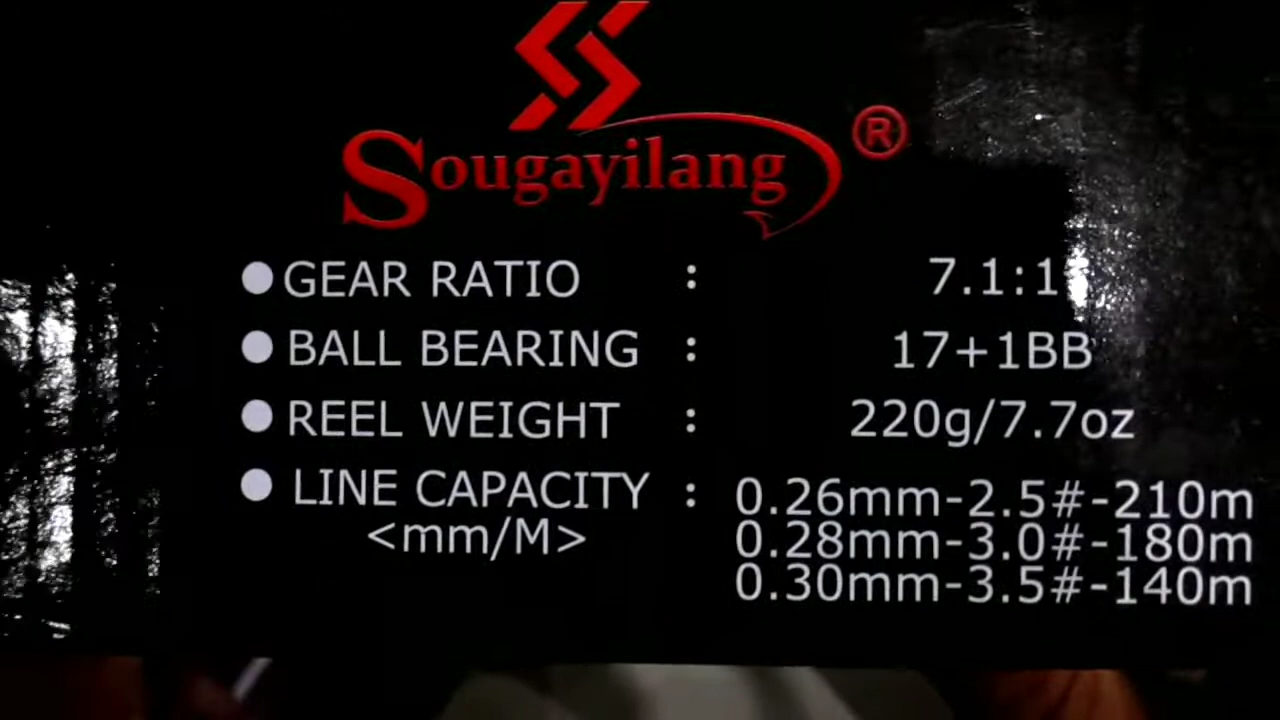 Sougayilang ®
● GEAR RATIO : 7.1:1
● BALL BEARING : 17+1BB
● REEL WEIGHT : 220g/7.7oz
● LINE CAPACITY : 0.26mm-2.5#-210m
<mm/M> 0.28mm-3.0#-180m
0.30mm-3.5#-140m